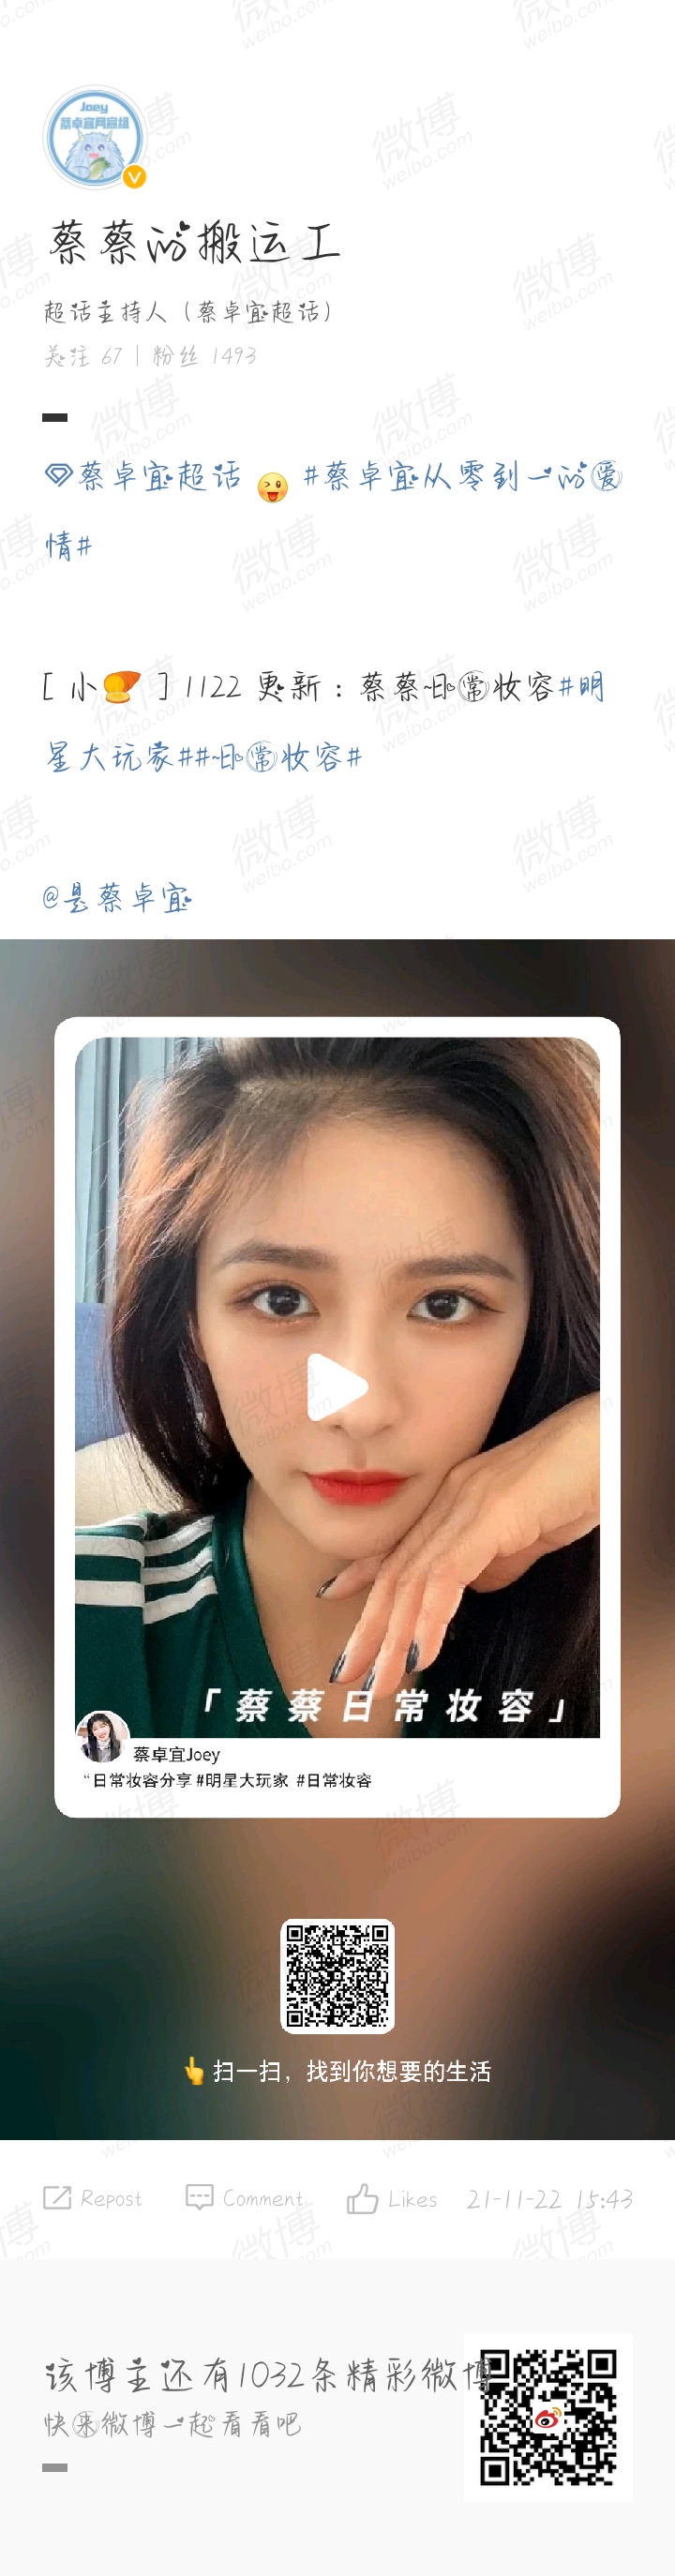 Joey
蔡卓宜网宣组
蔡蔡的搬运工
超话主持人（蔡卓宜超话）
关注 67 | 粉丝 1493
蔡卓宜超话 😜 #蔡卓宜从零到一的爱
情#
[ 小🍠 ] 1122 更新：蔡蔡日常妆容#明
星大玩家##日常妆容#
@是蔡卓宜
「蔡蔡日常妆容」
蔡卓宜Joey
“日常妆容分享 #明星大玩家 #日常妆容
👆扫一扫，找到你想要的生活
Repost Comment Likes 21-11-22 15:43
该博主还有1032条精彩微博
快来微博一起看看吧
微博
weibo.com